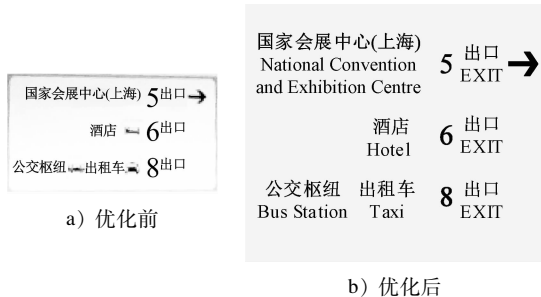 国家会展中心(上海) 5出口
酒店 6出口
公交枢纽 出租车 8出口
a）优化前
国家会展中心(上海)
National Convention
and Exhibition Centre
5 出口
EXIT
酒店
Hotel
6 出口
EXIT
公交枢纽 出租车
Bus Station Taxi
8 出口
EXIT
b）优化后